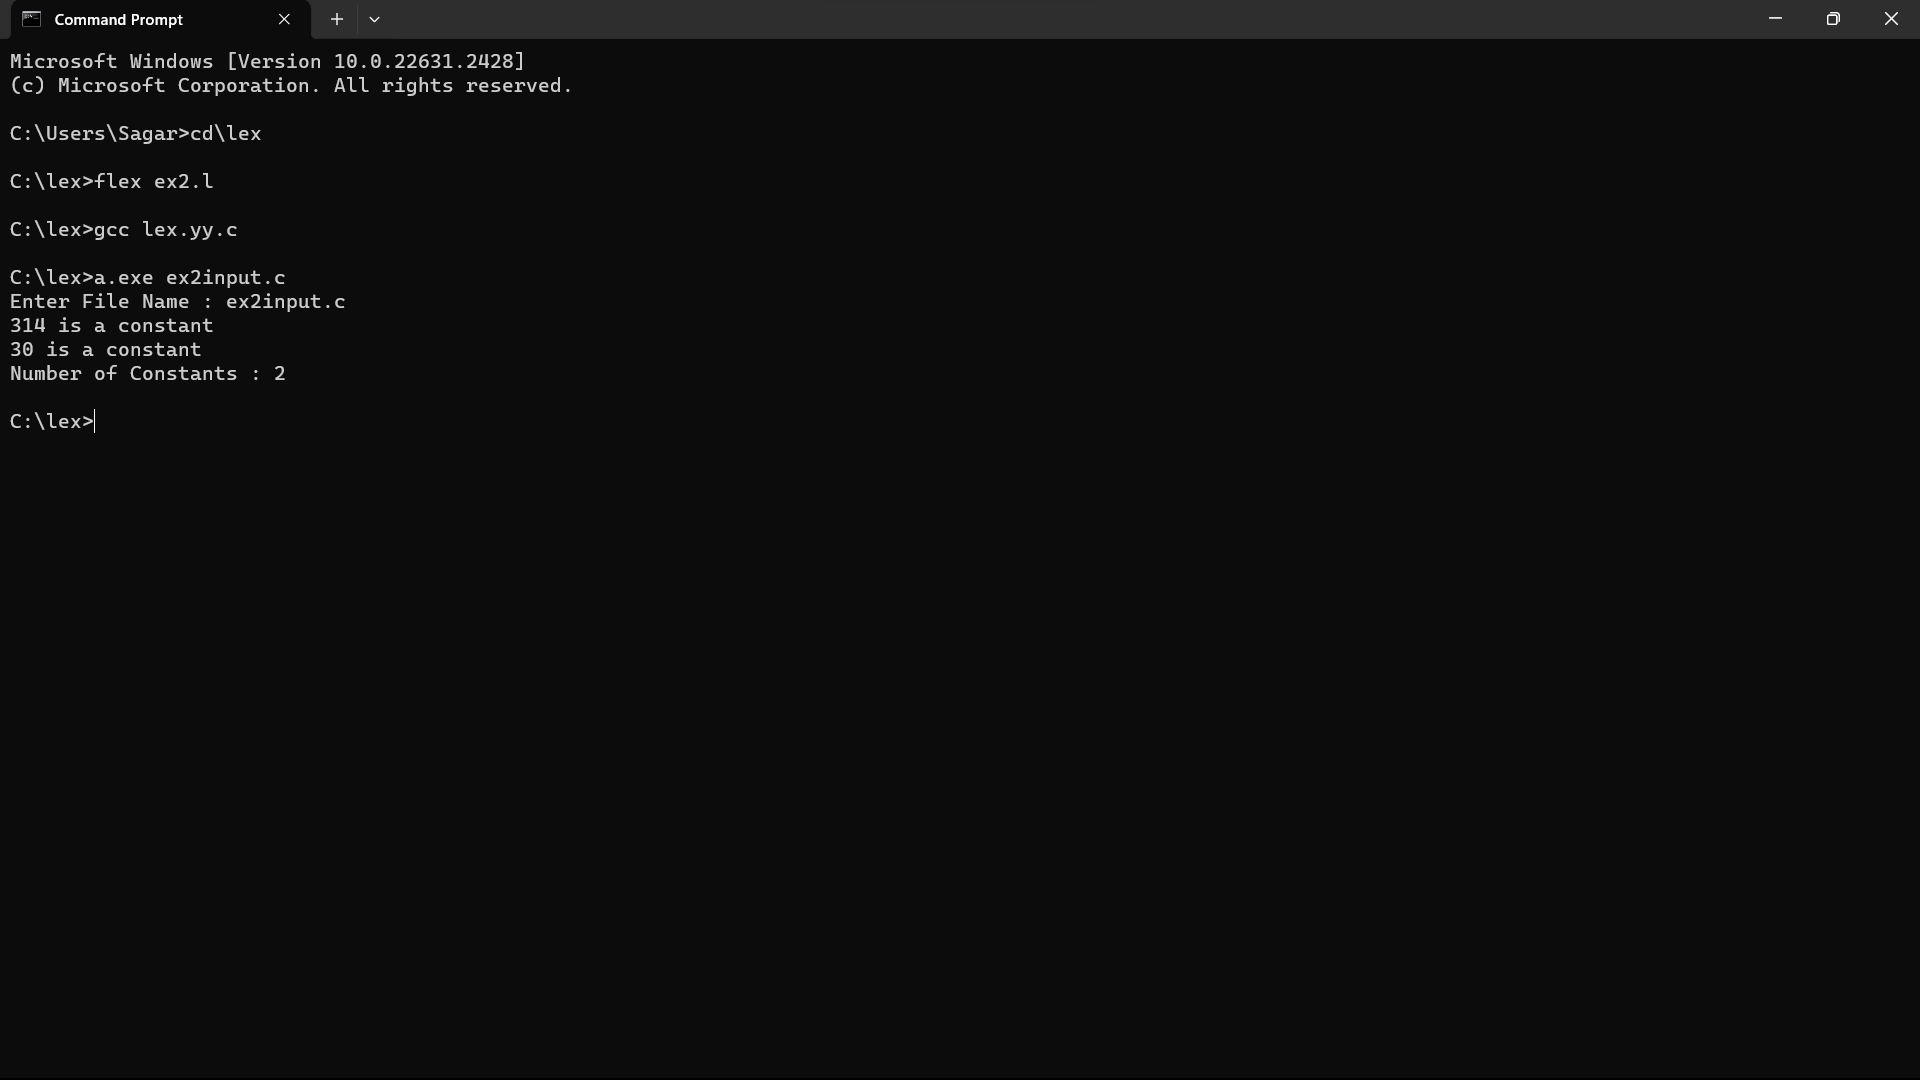 Command Prompt
Microsoft Windows [Version 10.0.22631.2428]
(c) Microsoft Corporation. All rights reserved.
C:\Users\Sagar>cd\lex
C:\lex>flex ex2.l
C:\lex>gcc lex.yy.c
C:\lex>a.exe ex2input.c
Enter File Name : ex2input.c
314 is a constant
30 is a constant
Number of Constants : 2
C:\lex>